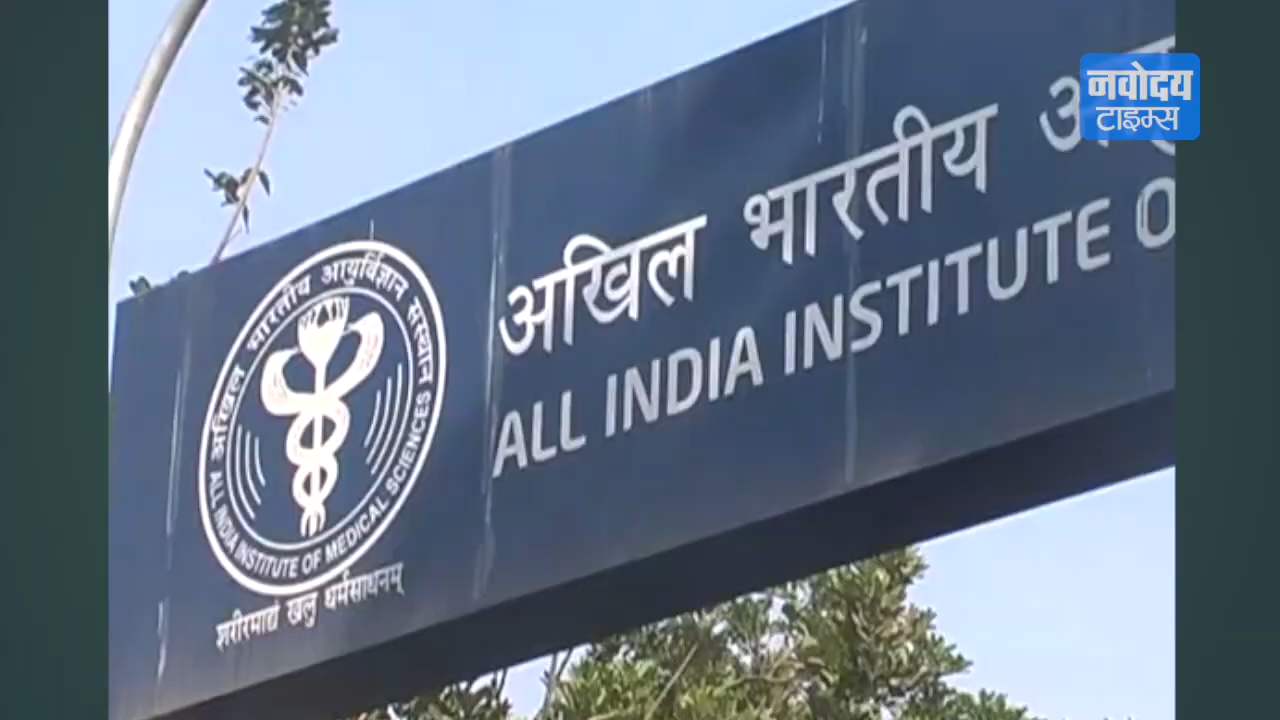 नवोदय
टाइम्स
अखिल भारतीय
ALL INDIA INSTITUTE
अखिल भारतीय आयुर्विज्ञान संस्थान
ALL INDIA INSTITUTE OF MEDICAL SCIENCES
शरीरमाद्यं खलु धर्मसाधनम्